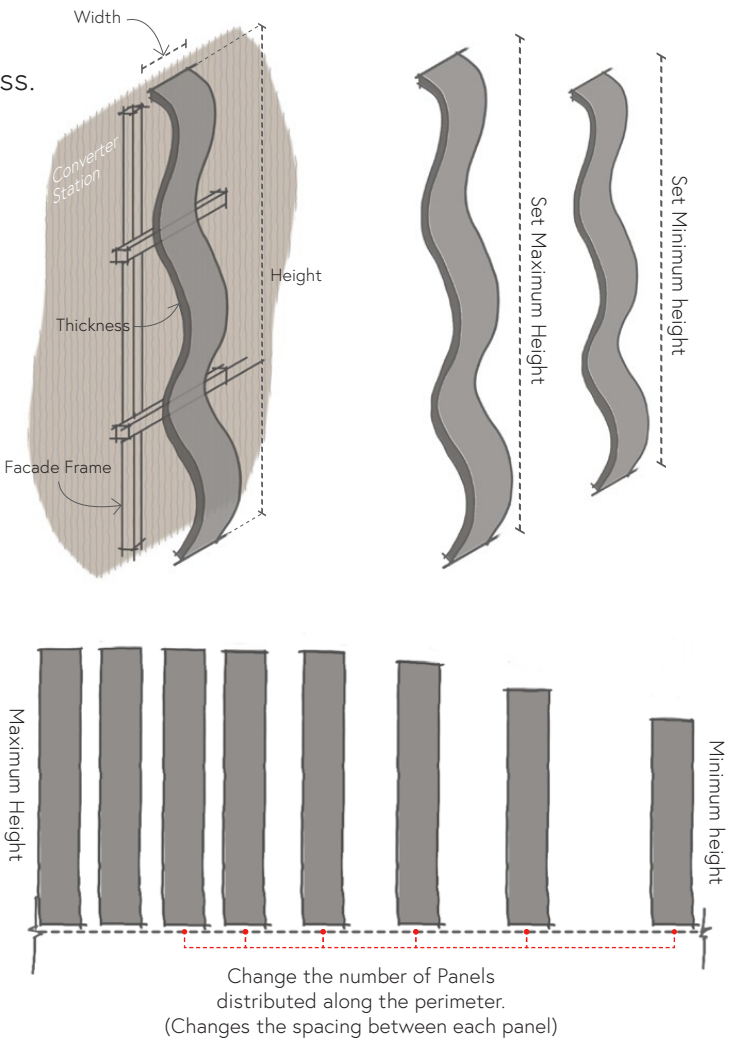 Width
ss.
Converter
Station
Height
Thickness
Facade Frame
Set Maximum Height
Set Minimum height
Maximum Height
Minimum height
Change the number of Panels
distributed along the perimeter.
(Changes the spacing between each panel)